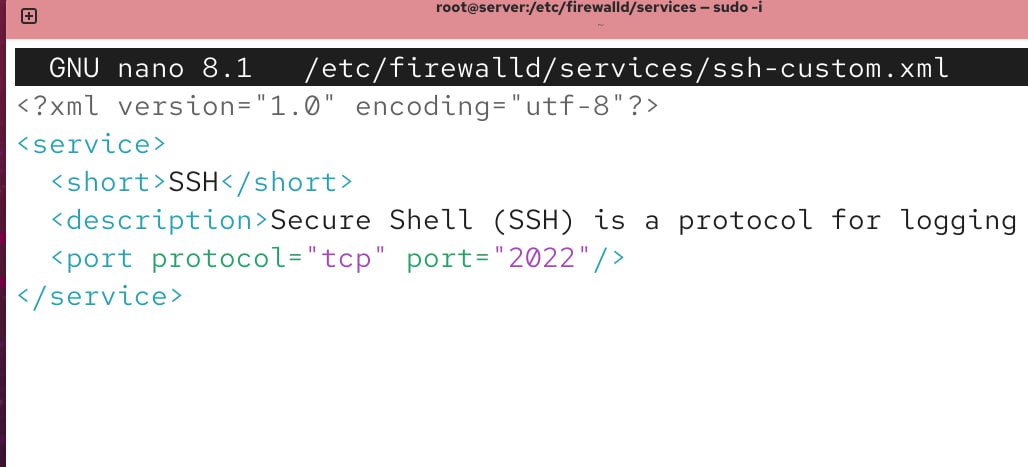 root@server:/etc/firewalld/services — sudo -i
~
GNU nano 8.1 /etc/firewalld/services/ssh-custom.xml
<?xml version="1.0" encoding="utf-8"?>
<service>
  <short>SSH</short>
  <description>Secure Shell (SSH) is a protocol for logging
  <port protocol="tcp" port="2022"/>
</service>